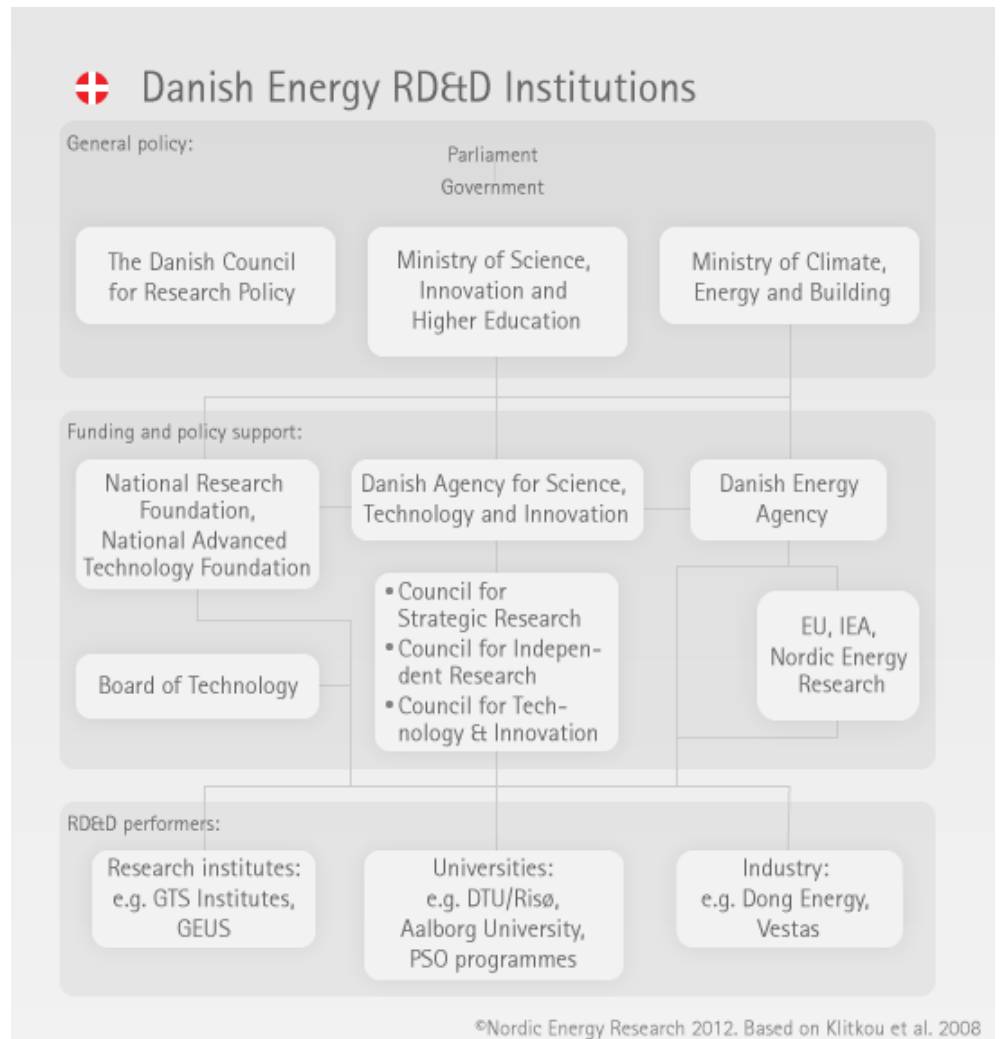 Danish Energy RD&D Institutions
General policy:
Parliament
Government
The Danish Council
for Research Policy
Ministry of Science,
Innovation and
Higher Education
Ministry of Climate,
Energy and Building
Funding and policy support:
National Research
Foundation,
National Advanced
Technology Foundation
Danish Agency for Science,
Technology and Innovation
Danish Energy
Agency
• Council for
Strategic Research
• Council for Indepen-
dent Research
• Council for Tech-
nology & Innovation
EU, IEA,
Nordic Energy
Research
Board of Technology
RD&D performers:
Research institutes:
e.g. GTS Institutes,
GEUS
Universities:
e.g. DTU/Risø,
Aalborg University,
PSO programmes
Industry:
e.g. Dong Energy,
Vestas
©Nordic Energy Research 2012. Based on Klitkou et al. 2008